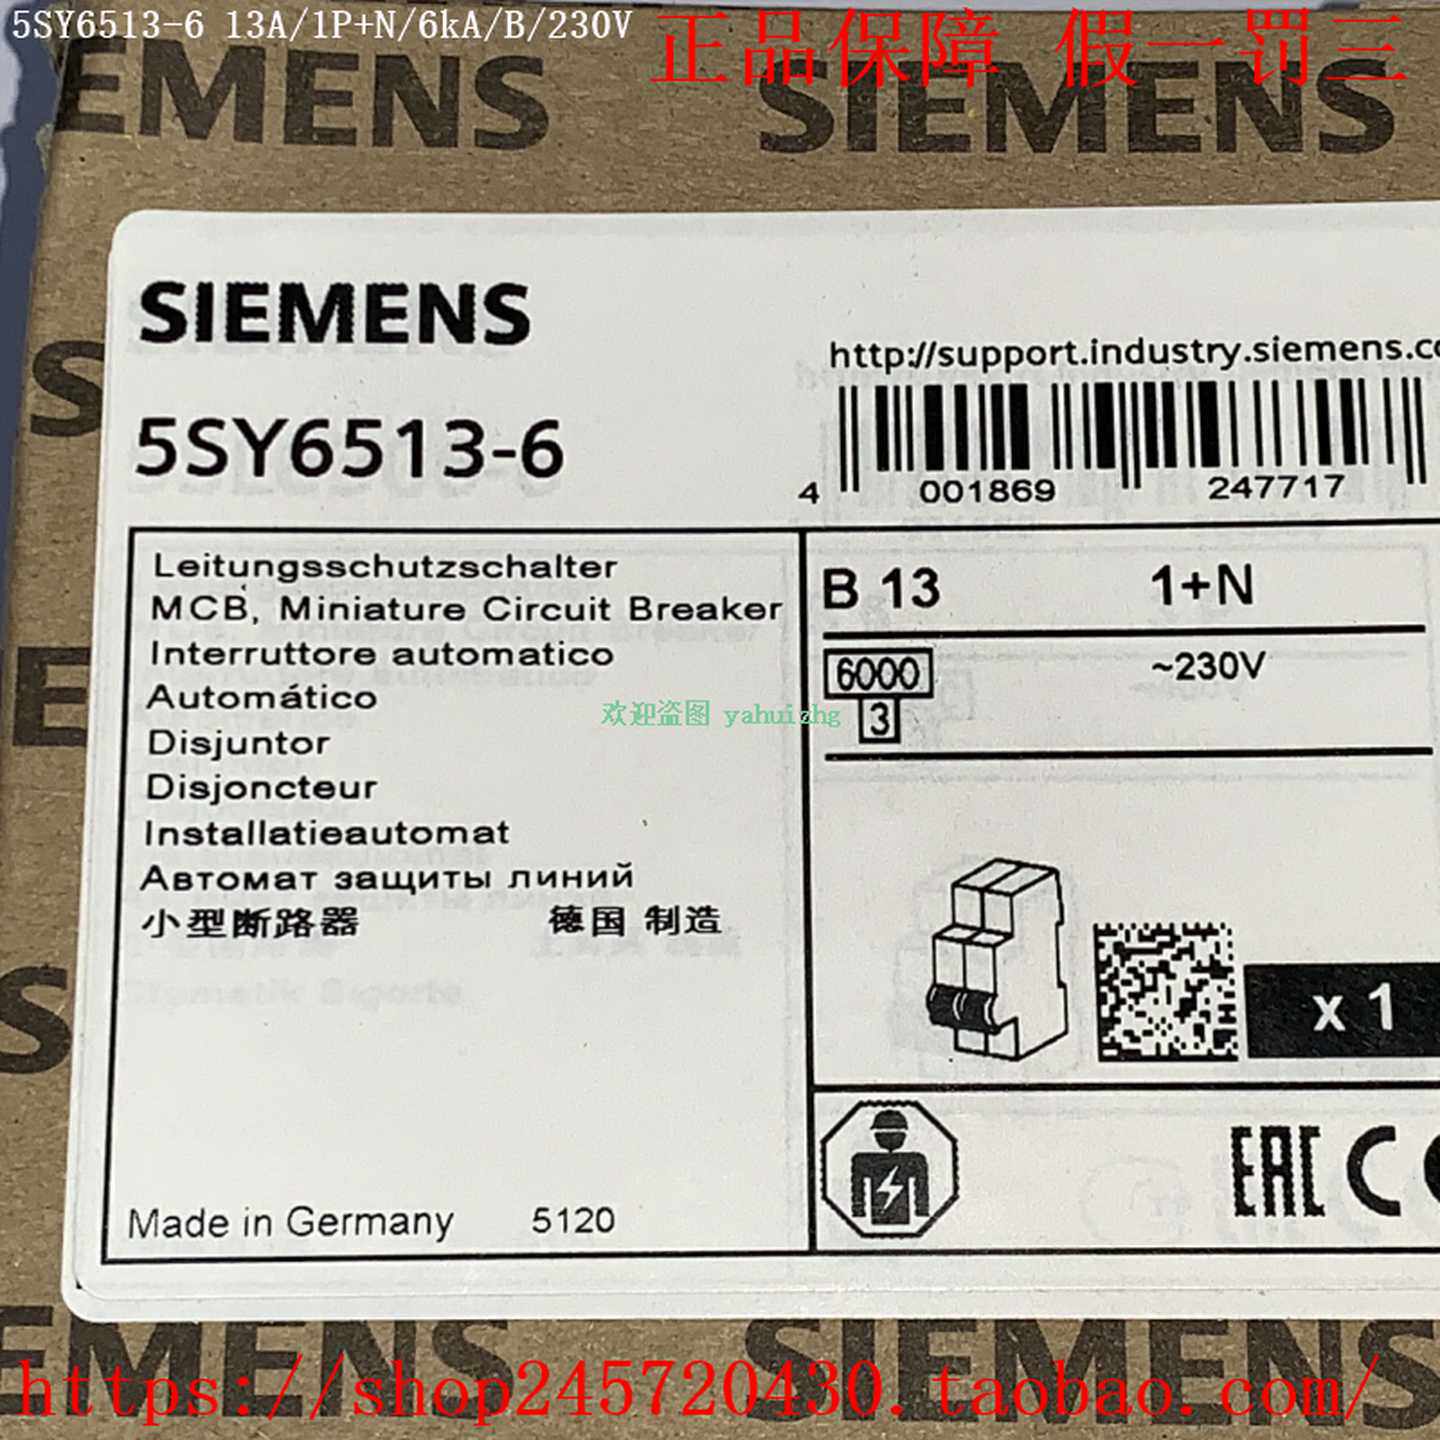 5SY6513-6 13A/1P+N/6kA/B/230V
正品保障 假一罚三
SIEMENS
SIEMENS
SIEMENS
http://support.industry.siemens.co
5SY6513-6
4 001869 247717
Leitungsschutzschalter
MCB, Miniature Circuit Breaker
Interruttore automatico
Automático
Disjuntor
Disjoncteur
Installatieautomat
Автомат защиты линий
小型断路器 德国 制造
Made in Germany 5120
B 13 1+N
6000 ~230V
3
欢迎盗图 yahuizhg
x 1
EAC C
SIEMENS
SIEMENS
https://shop245720430.taobao.com/